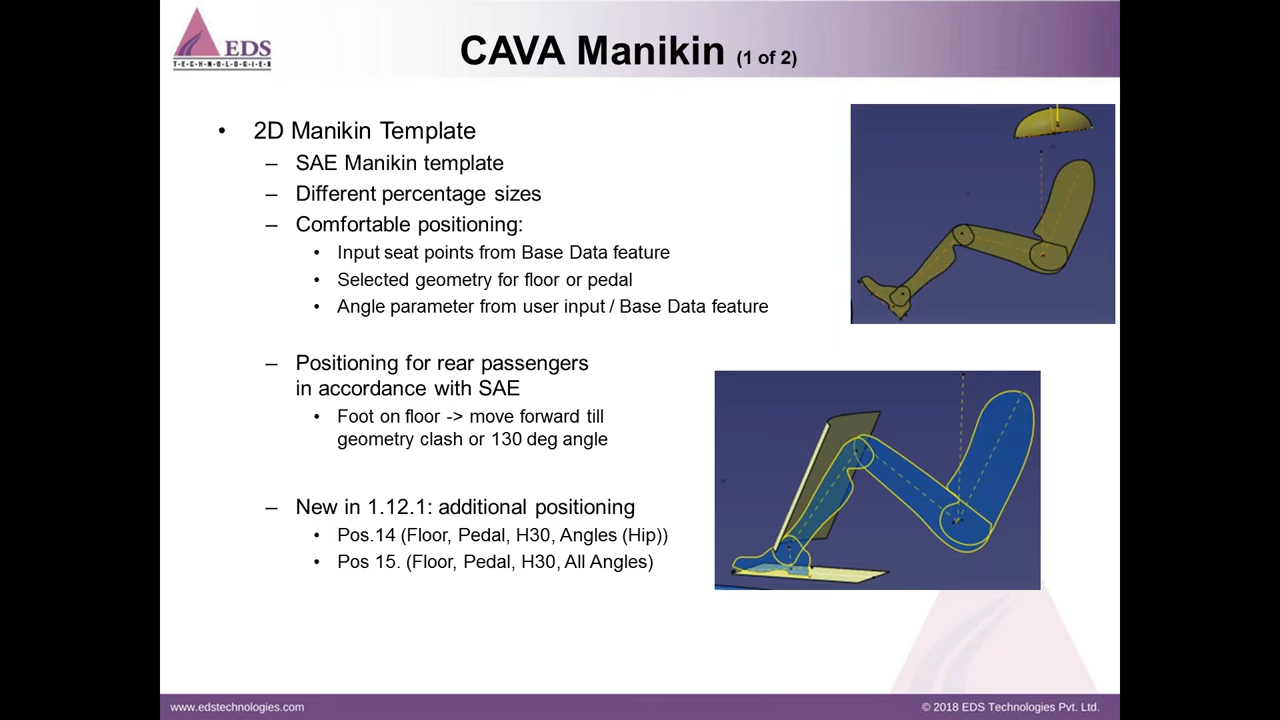 EDS
T·E·C·H·N·O·L·O·G·I·E·S
CAVA Manikin (1 of 2)
• 2D Manikin Template
– SAE Manikin template
– Different percentage sizes
– Comfortable positioning:
• Input seat points from Base Data feature
• Selected geometry for floor or pedal
• Angle parameter from user input / Base Data feature
– Positioning for rear passengers
in accordance with SAE
• Foot on floor -> move forward till
geometry clash or 130 deg angle
– New in 1.12.1: additional positioning
• Pos.14 (Floor, Pedal, H30, Angles (Hip))
• Pos 15. (Floor, Pedal, H30, All Angles)
www.edstechnologies.com
© 2018 EDS Technologies Pvt. Ltd.